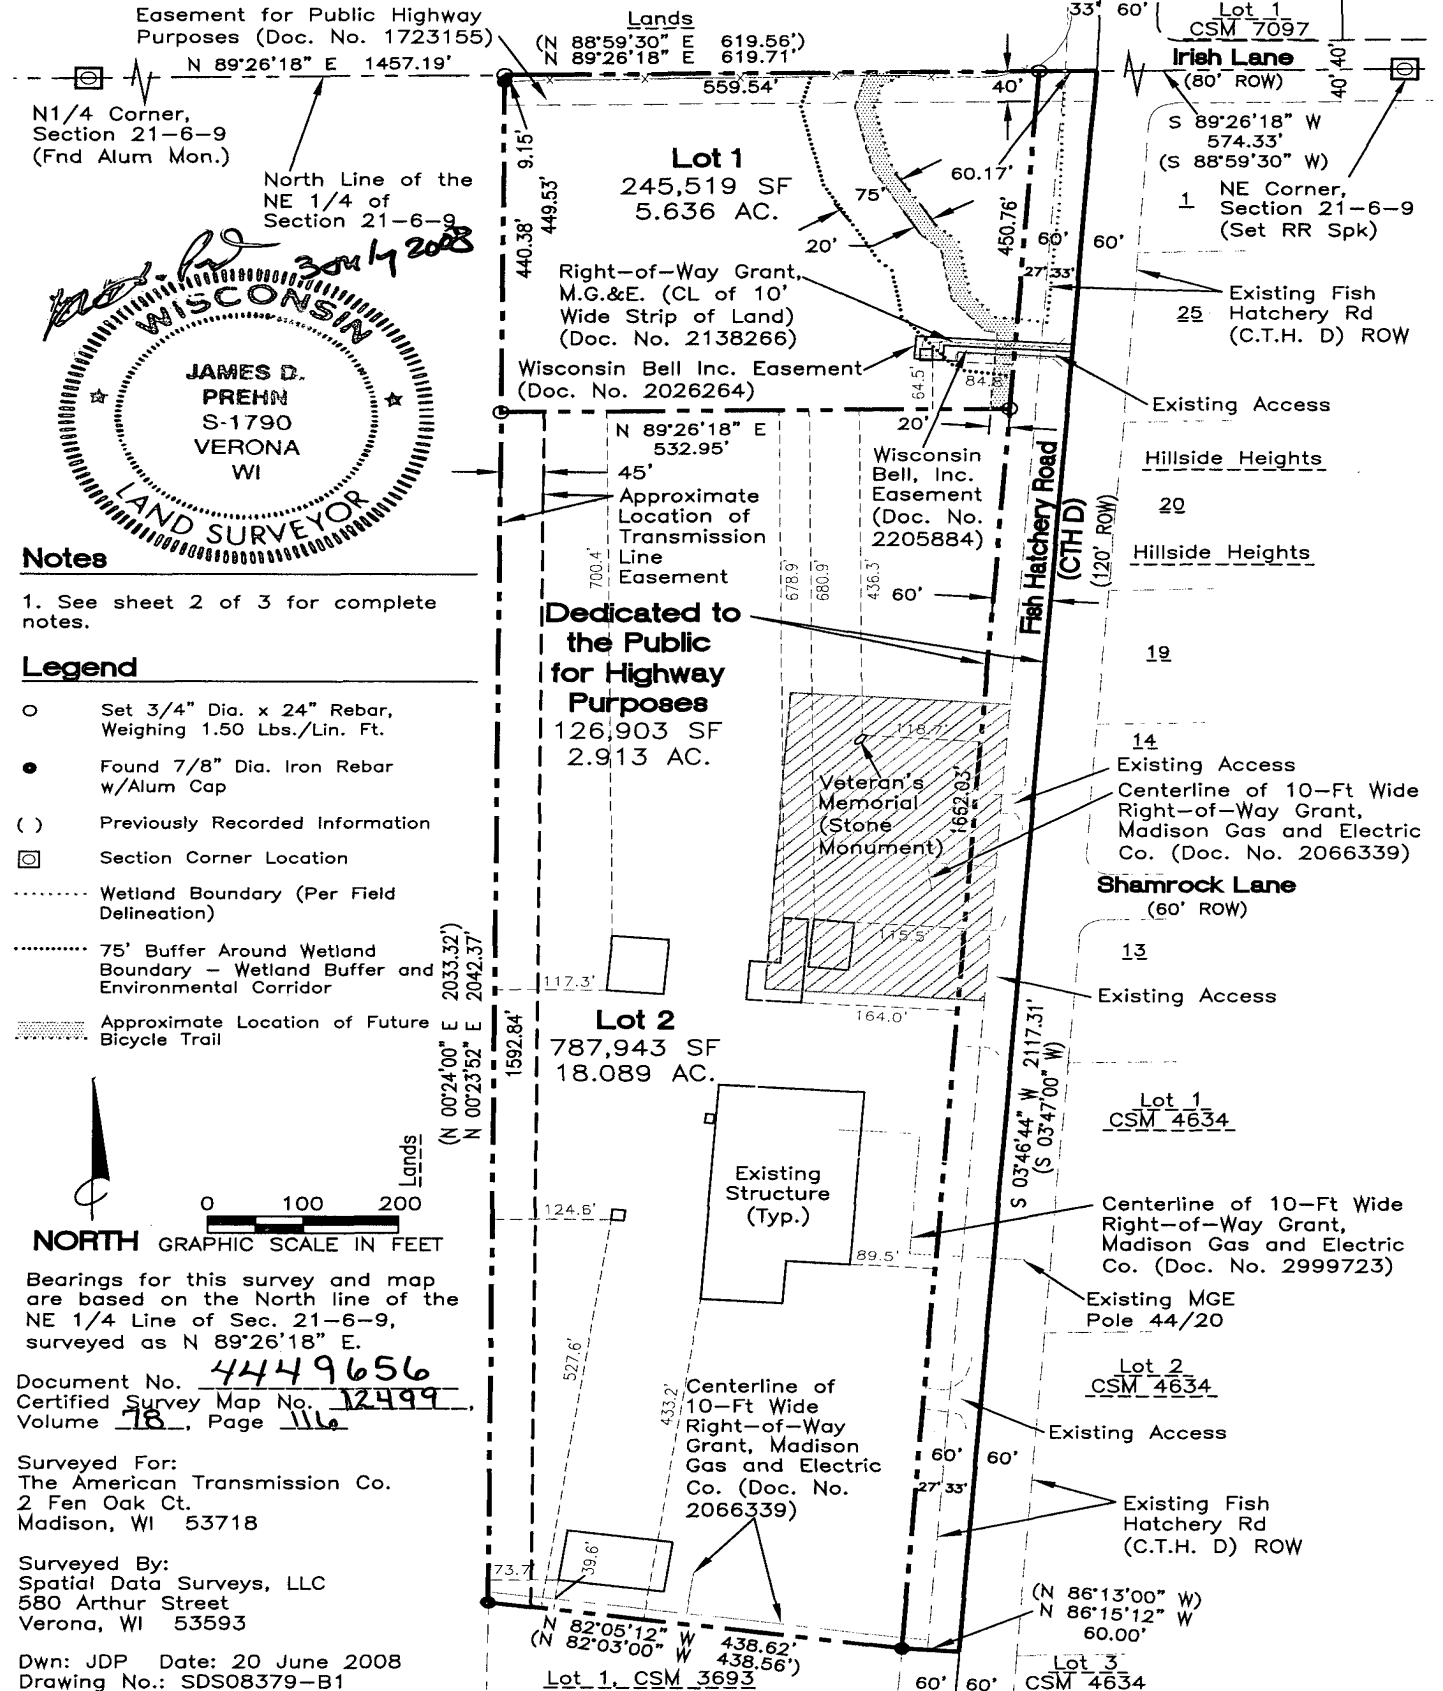 Easement for Public Highway
Purposes (Doc. No. 1723155)
N 89°26'18" E 1457.19'
Lands
(N 88°59'30" E 619.56')
N 89°26'18" E 619.71'
559.54'
40'
33' 60'
Lot 1
CSM 7097
Irish Lane
(80' ROW)
40' 40'
N1/4 Corner,
Section 21-6-9
(Fnd Alum Mon.)
North Line of the
NE 1/4 of
Section 21-6-9
S 89°26'18" W
574.33'
(S 88°59'30" W)
1
NE Corner,
Section 21-6-9
(Set RR Spk)
9.15'
449.53'
440.38'
Lot 1
245,519 SF
5.636 AC.
75'
20'
60.17'
450.76'
60' 60'
27' 33'
3 July 2008
WISCONSIN
JAMES D.
PREHN
S-1790
VERONA
WI
LAND SURVEYOR
Right-of-Way Grant,
M.G.&E. (CL of 10'
Wide Strip of Land)
(Doc. No. 2138266)
Wisconsin Bell Inc. Easement
(Doc. No. 2026264)
64.5'
84.8'
25
Existing Fish
Hatchery Rd
(C.T.H. D) ROW
Existing Access
N 89°26'18" E
532.95'
20'
45'
Approximate
Location of
Transmission
Line
Easement
Wisconsin
Bell, Inc.
Easement
(Doc. No.
2205884)
Fish Hatchery Road
(CTH D)
(120' ROW)
Hillside Heights
20
Hillside Heights
19
700.4'
678.9'
680.9'
436.3'
60'
Notes
1. See sheet 2 of 3 for complete
notes.
Legend
Set 3/4" Dia. x 24" Rebar,
Weighing 1.50 Lbs./Lin. Ft.
Found 7/8" Dia. Iron Rebar
w/Alum Cap
( ) Previously Recorded Information
Section Corner Location
Wetland Boundary (Per Field
Delineation)
75' Buffer Around Wetland
Boundary - Wetland Buffer and
Environmental Corridor
Approximate Location of Future
Bicycle Trail
Dedicated to
the Public
for Highway
Purposes
126,903 SF
2.913 AC.
118.7'
Veteran's
Memorial
(Stone
Monument)
1662.03'
14
Existing Access
Centerline of 10-Ft Wide
Right-of-Way Grant,
Madison Gas and Electric
Co. (Doc. No. 2066339)
Shamrock Lane
(60' ROW)
13
Existing Access
115.5'
117.3'
164.0'
(N 00°24'00" E 2033.32')
N 00°23'52" E 2042.37'
1592.84'
Lot 2
787,943 SF
18.089 AC.
S 03°46'44" W 2117.31'
(S 03°47'00" W)
Lot 1
CSM 4634
Lands
0 100 200
NORTH GRAPHIC SCALE IN FEET
124.6'
Existing
Structure
(Typ.)
89.5'
Centerline of 10-Ft Wide
Right-of-Way Grant,
Madison Gas and Electric
Co. (Doc. No. 2999723)
Existing MGE
Pole 44/20
Bearings for this survey and map
are based on the North line of the
NE 1/4 Line of Sec. 21-6-9,
surveyed as N 89°26'18" E.
Document No. 4449656
Certified Survey Map No. 12499,
Volume 78, Page 116
Surveyed For:
The American Transmission Co.
2 Fen Oak Ct.
Madison, WI 53718
Surveyed By:
Spatial Data Surveys, LLC
580 Arthur Street
Verona, WI 53593
Dwn: JDP Date: 20 June 2008
Drawing No.: SDS08379-B1
527.6'
433.2'
Centerline of
10-Ft Wide
Right-of-Way
Grant, Madison
Gas and Electric
Co. (Doc. No.
2066339)
Lot 2
CSM 4634
Existing Access
60' 60'
27' 33'
Existing Fish
Hatchery Rd
(C.T.H. D) ROW
73.7'
39.6'
N 82°05'12" W 438.62'
(N 82°03'00" W 438.56')
Lot 1, CSM 3693
(N 86°13'00" W)
N 86°15'12" W
60.00'
60' 60'
Lot 3
CSM 4634